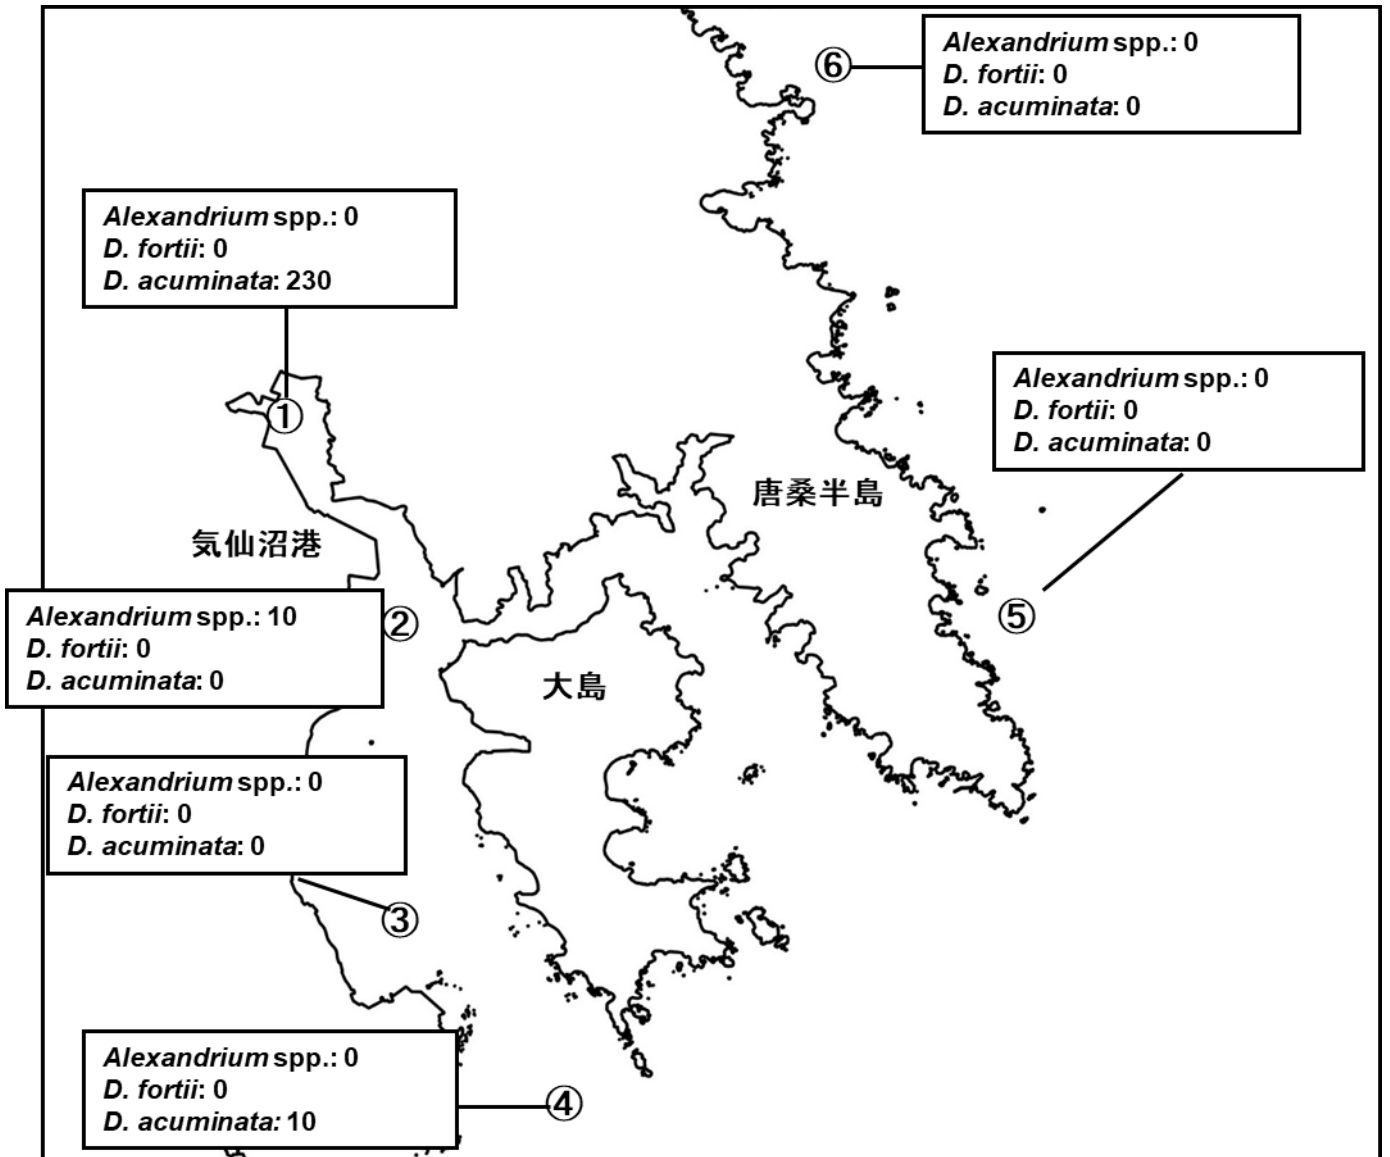 ⑥
Alexandrium spp.: 0
D. fortii: 0
D. acuminata: 0
Alexandrium spp.: 0
D. fortii: 0
D. acuminata: 230
①
Alexandrium spp.: 0
D. fortii: 0
D. acuminata: 0
⑤
唐桑半島
気仙沼港
Alexandrium spp.: 10
D. fortii: 0
D. acuminata: 0
②
大島
Alexandrium spp.: 0
D. fortii: 0
D. acuminata: 0
③
Alexandrium spp.: 0
D. fortii: 0
D. acuminata: 10
④